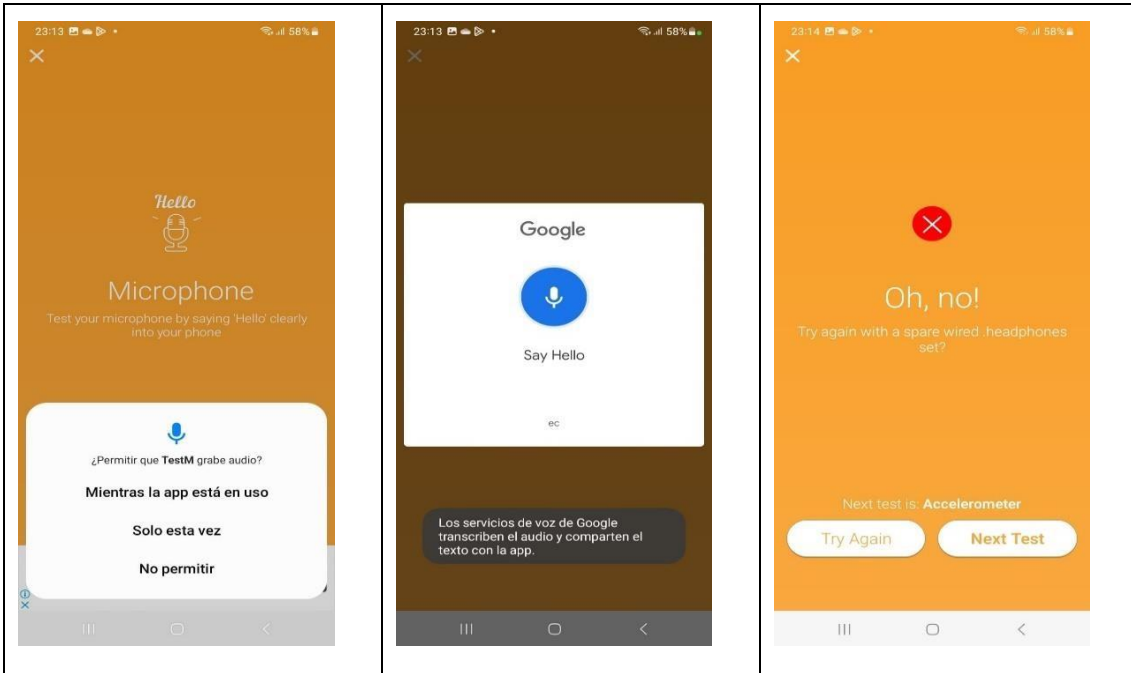 23:13
58%
Hello
Microphone
Test your microphone by saying 'Hello' clearly
into your phone
¿Permitir que TestM grabe audio?
Mientras la app está en uso
Solo esta vez
No permitir
23:13
58%
Google
Say Hello
ec
Los servicios de voz de Google
transcriben el audio y comparten el
texto con la app.
23:14
58%
Oh, no!
Try again with a spare wired .headphones
set?
Next test is: Accelerometer
Try Again
Next Test